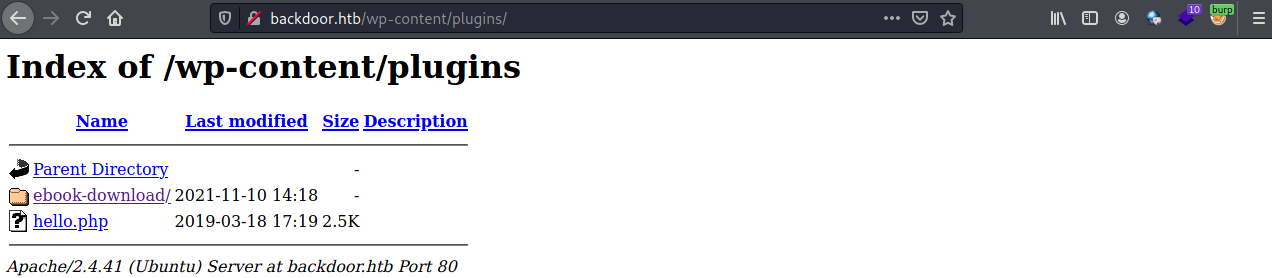 backdoor.htb/wp-content/plugins/
10
burp
Index of /wp-content/plugins
Name Last modified Size Description
Parent Directory -
ebook-download/ 2021-11-10 14:18 -
hello.php 2019-03-18 17:19 2.5K
Apache/2.4.41 (Ubuntu) Server at backdoor.htb Port 80